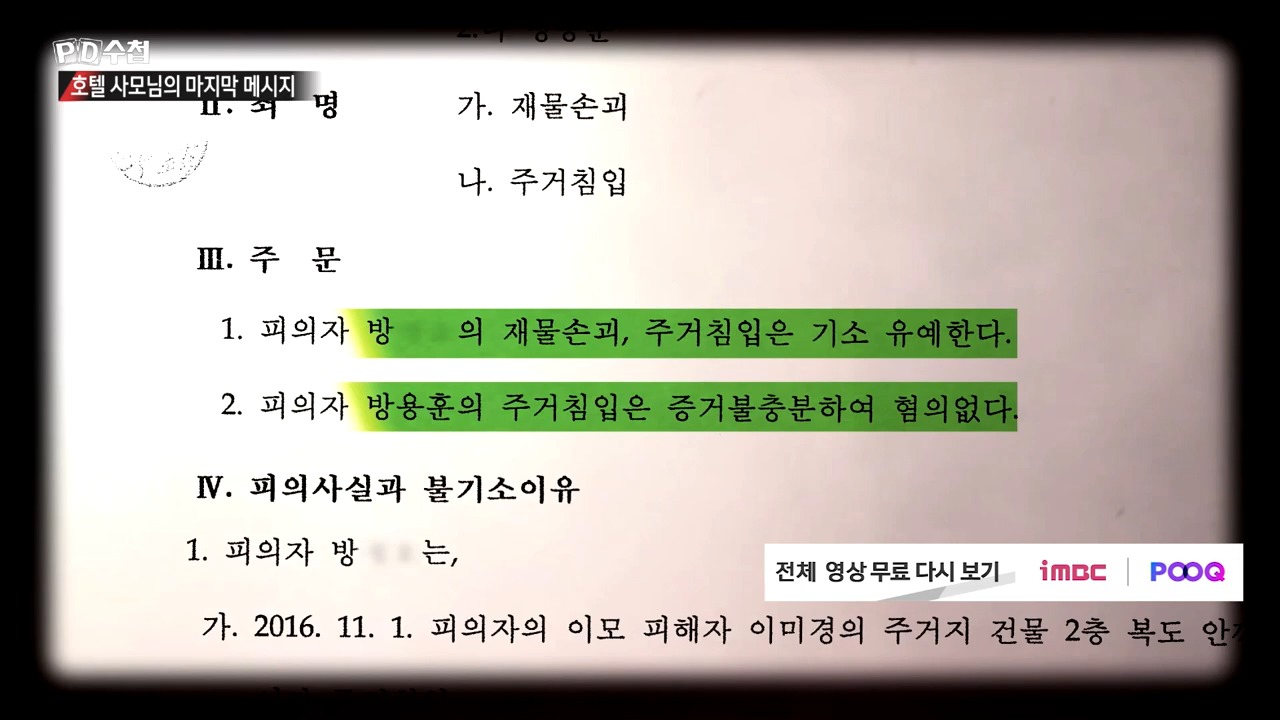 PD수첩
호텔 사모님의 마지막 메시지
Ⅱ. 죄 명 가. 재물손괴
나. 주거침입
Ⅲ. 주 문
1. 피의자 방 의 재물손괴, 주거침입은 기소 유예한다.
2. 피의자 방용훈의 주거침입은 증거불충분하여 혐의없다.
Ⅳ. 피의사실과 불기소이유
1. 피의자 방 는,
전체 영상 무료 다시 보기 iMBC POOQ
가. 2016. 11. 1. 피의자의 이모 피해자 이미경의 주거지 건물 2층 복도